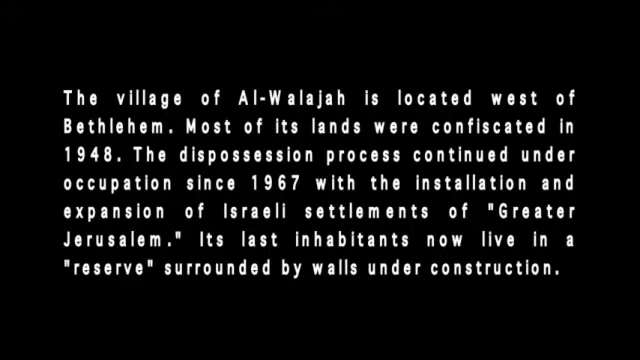 The village of Al-Walajah is located west of
Bethlehem. Most of its lands were confiscated in
1948. The dispossession process continued under
occupation since 1967 with the installation and
expansion of Israeli settlements of "Greater
Jerusalem." Its last inhabitants now live in a
"reserve" surrounded by walls under construction.